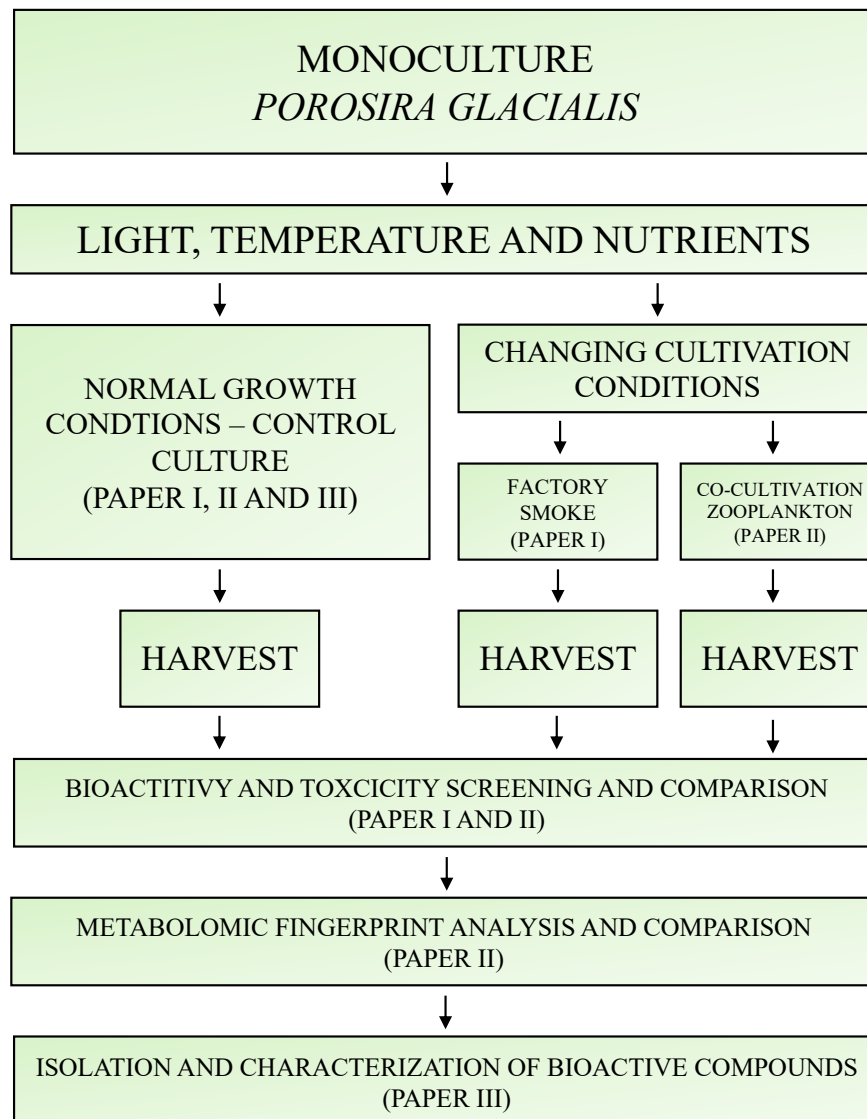 MONOCULTURE
POROSIRA GLACIALIS
LIGHT, TEMPERATURE AND NUTRIENTS
NORMAL GROWTH
CONDTIONS – CONTROL
CULTURE
(PAPER I, II AND III)
CHANGING CULTIVATION
CONDITIONS
FACTORY
SMOKE
(PAPER I)
CO-CULTIVATION
ZOOPLANKTON
(PAPER II)
HARVEST
HARVEST
HARVEST
BIOACTITIVY AND TOXCICITY SCREENING AND COMPARISON
(PAPER I AND II)
METABOLOMIC FINGERPRINT ANALYSIS AND COMPARISON
(PAPER II)
ISOLATION AND CHARACTERIZATION OF BIOACTIVE COMPOUNDS
(PAPER III)